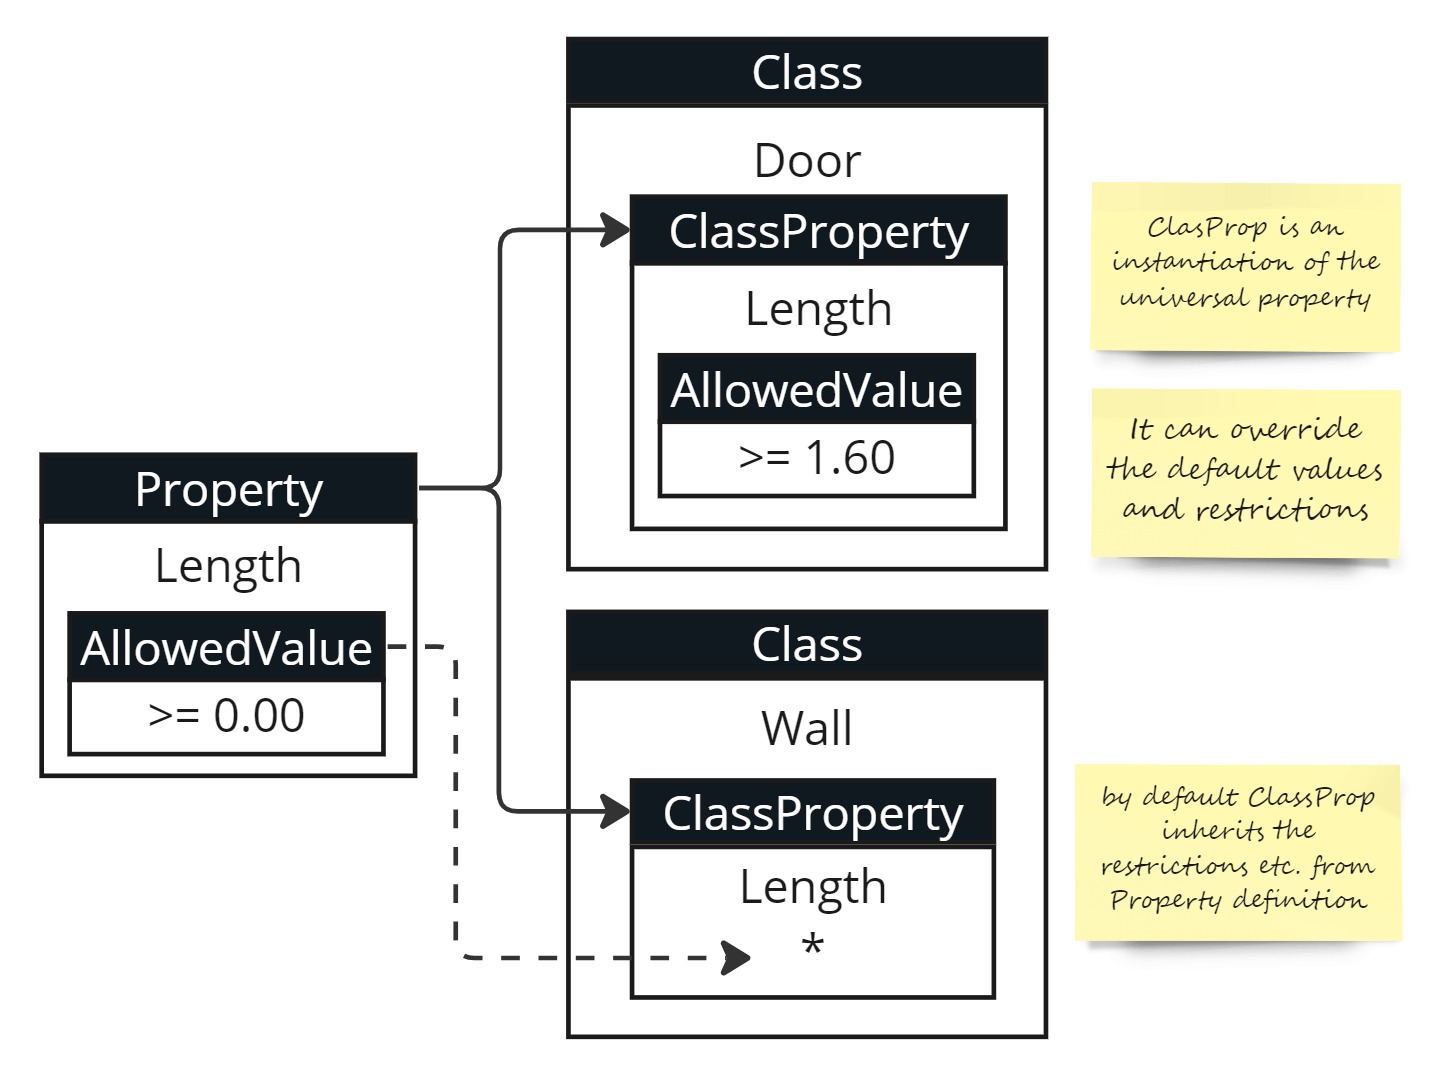 Class
Door
ClassProperty
Length
AllowedValue
>= 1.60
ClasProp is an
instantiation of the
universal property
It can override
the default values
and restrictions
Property
Length
AllowedValue
>= 0.00
Class
Wall
ClassProperty
Length
*
by default ClassProp
inherits the
restrictions etc. from
Property definition